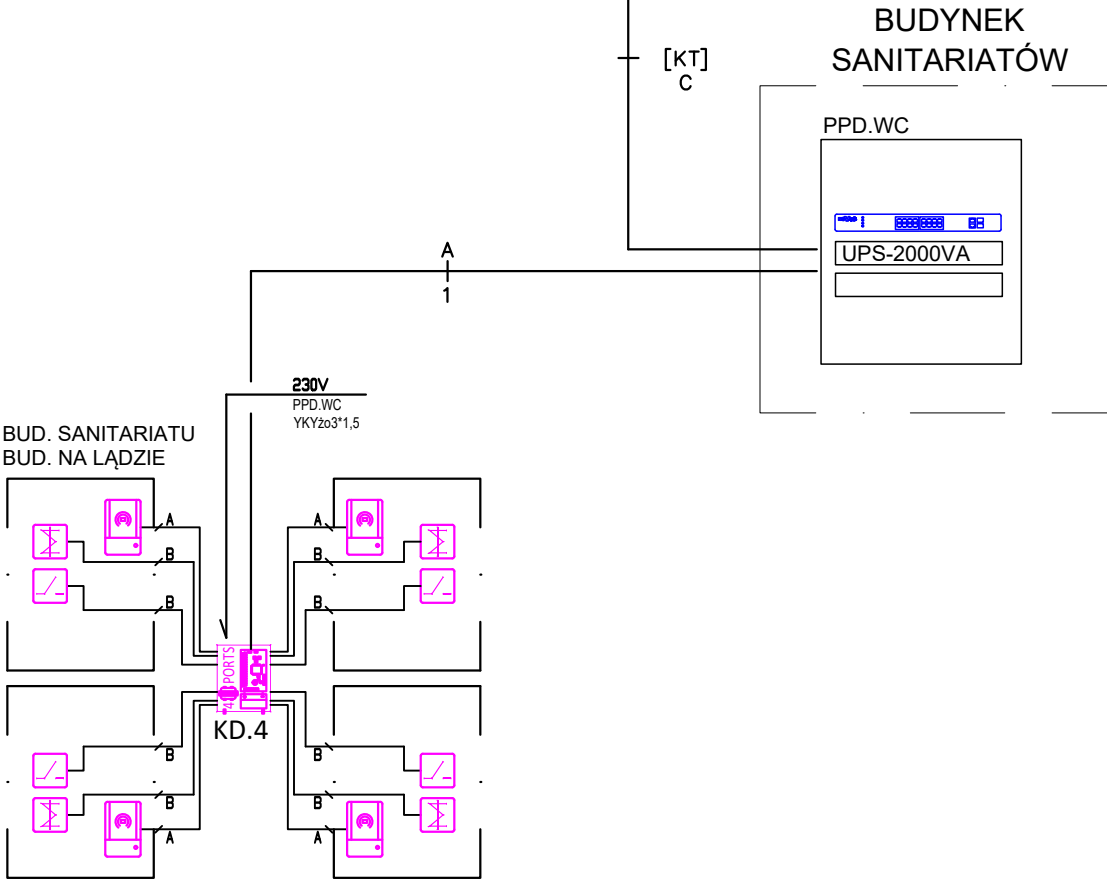 BUDYNEK
SANITARIATÓW
[KT]
C
PPD.WC
UPS-2000VA
A
1
230V
PPD.WC
YKYżo3*1,5
BUD. SANITARIATU
BUD. NA LĄDZIE
A
B
B
A
B
B
PORTS
KD.4
B
B
A
B
B
A